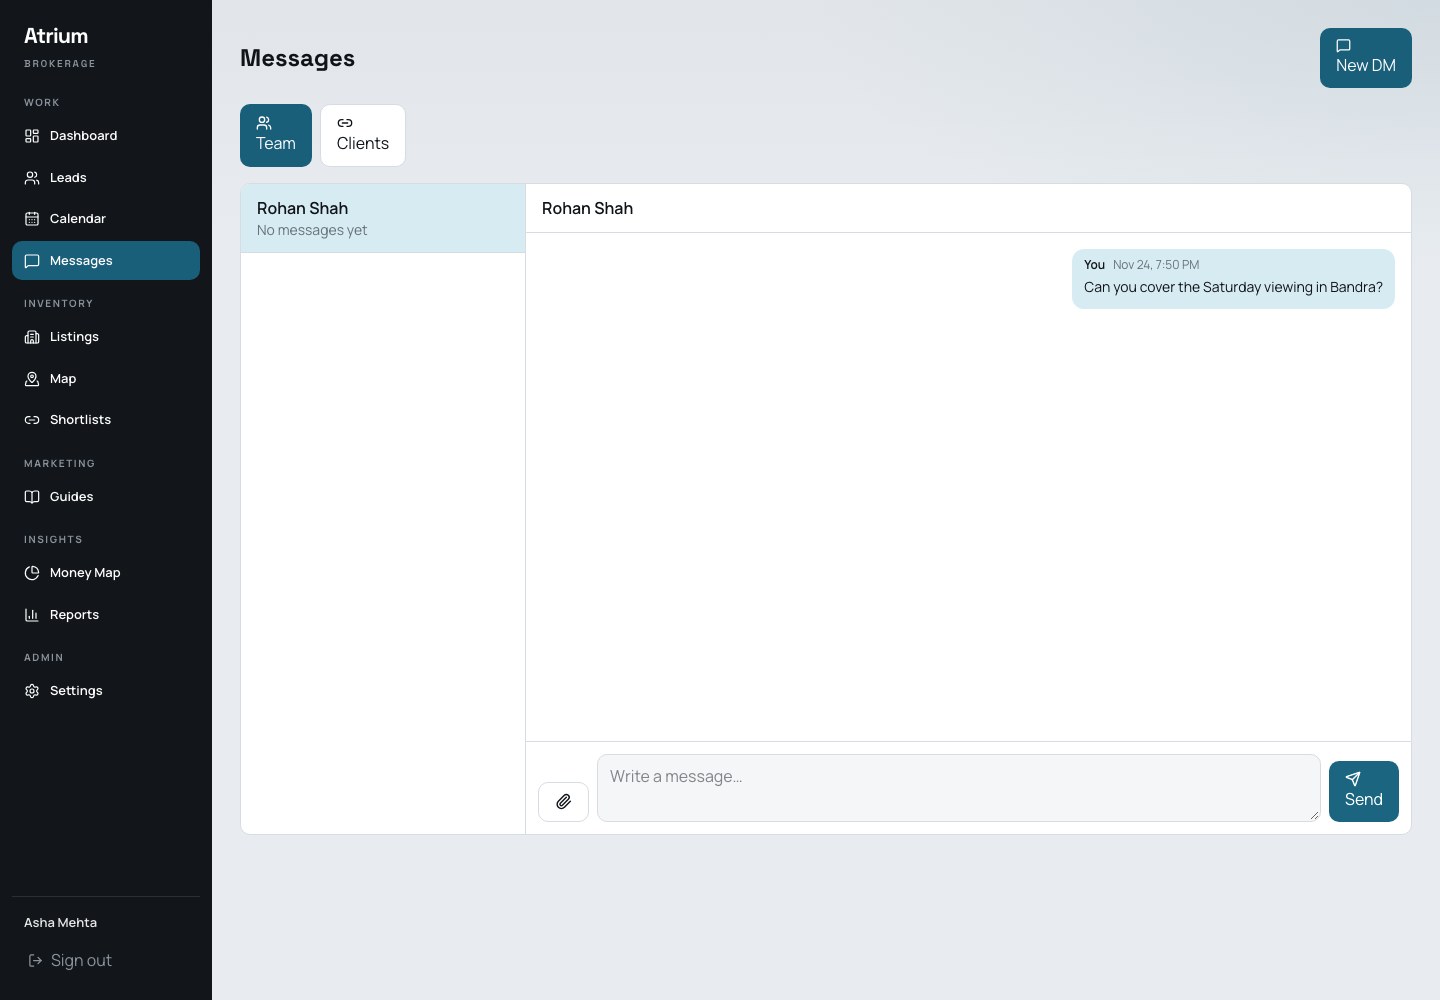 Atrium
BROKERAGE
WORK
Dashboard
Leads
Calendar
Messages
INVENTORY
Listings
Map
Shortlists
MARKETING
Guides
INSIGHTS
Money Map
Reports
ADMIN
Settings
Asha Mehta
Sign out
Messages
New DM
Team
Clients
Rohan Shah
No messages yet
Rohan Shah
You Nov 24, 7:50 PM
Can you cover the Saturday viewing in Bandra?
Write a message...
Send